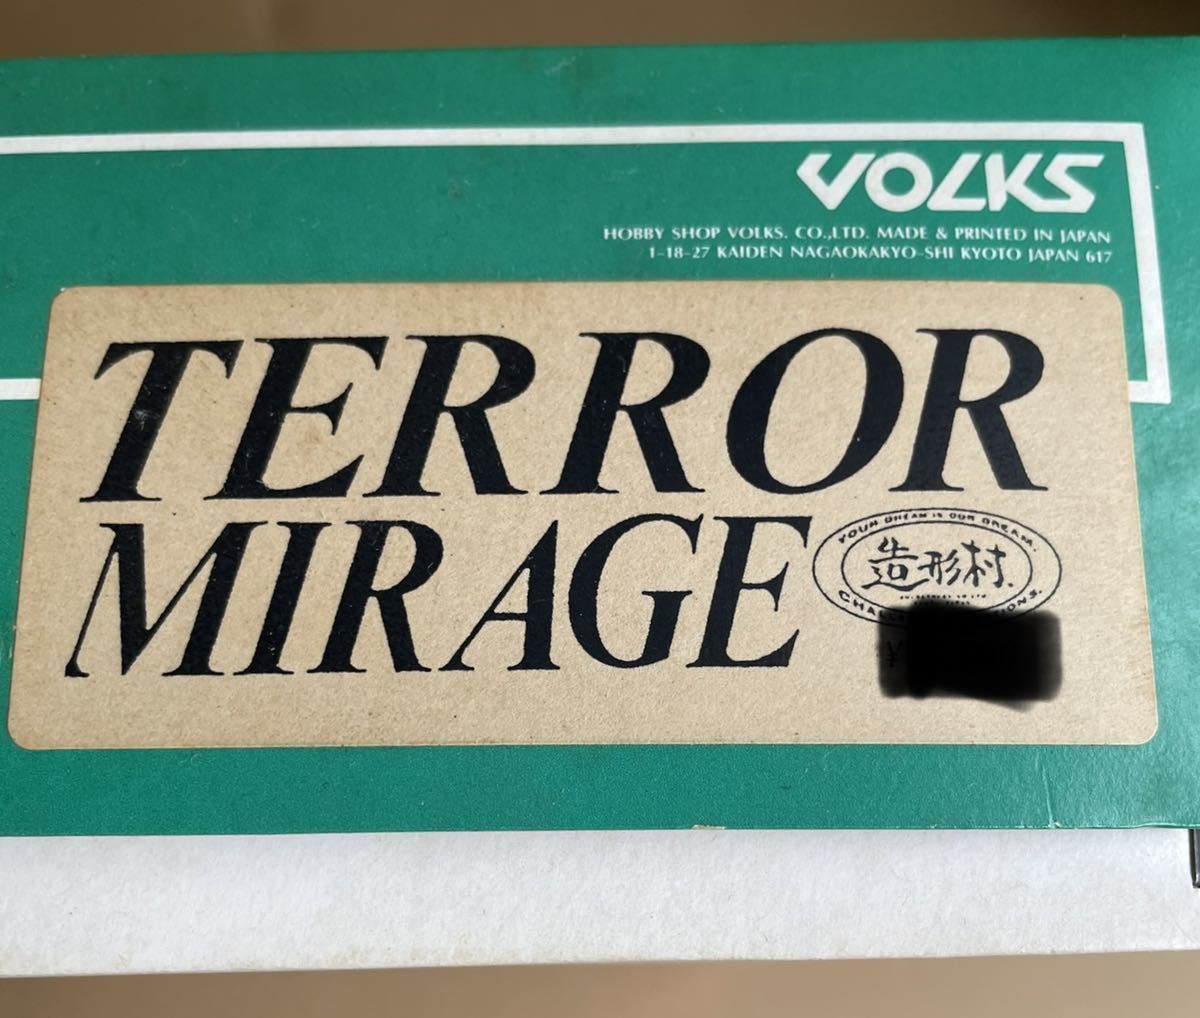 VOLKS
HOBBY SHOP VOLKS. CO.,LTD. MADE & PRINTED IN JAPAN
1-18-27 KAIDEN NAGAOKAKYO-SHI KYOTO JAPAN 617
TERROR
MIRAGE
YOUR DREAM IS OUR DREAM.
造形村
¥